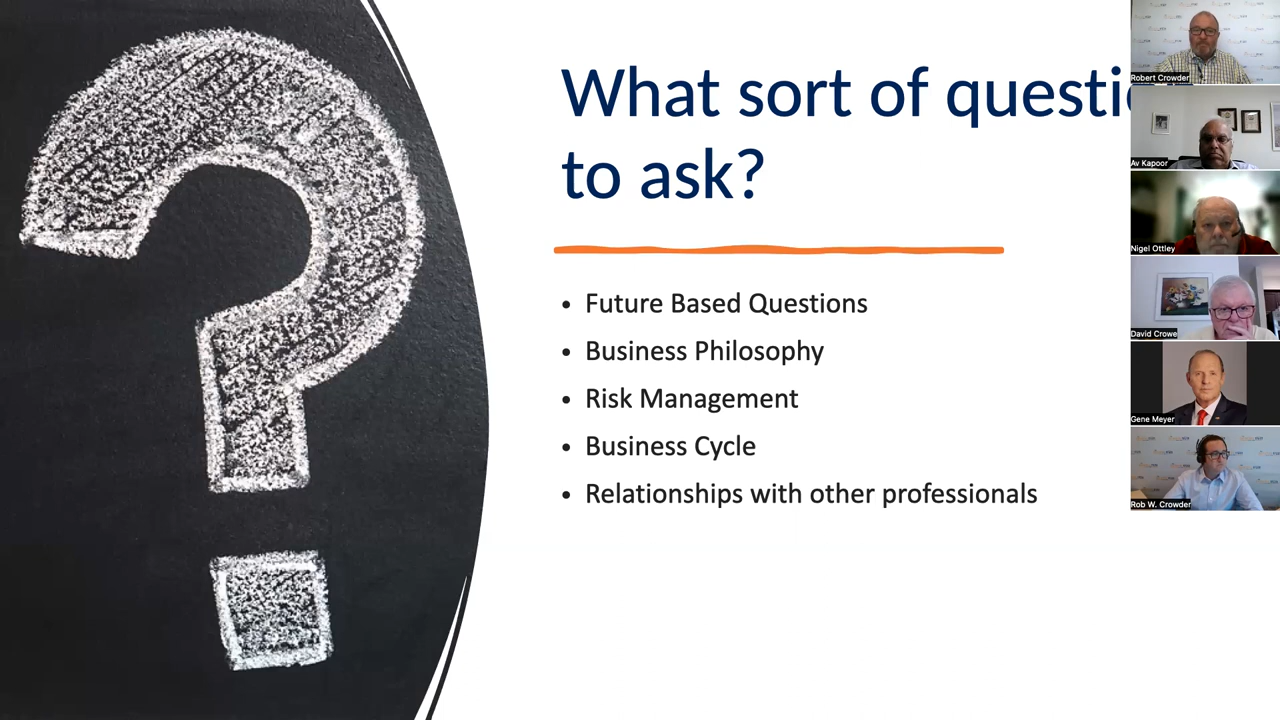 What sort of questi
to ask?
• Future Based Questions
• Business Philosophy
• Risk Management
• Business Cycle
• Relationships with other professionals
Robert Crowder
Av Kapoor
Nigel Ottley
David Crowe
Gene Meyer
Rob W. Crowder